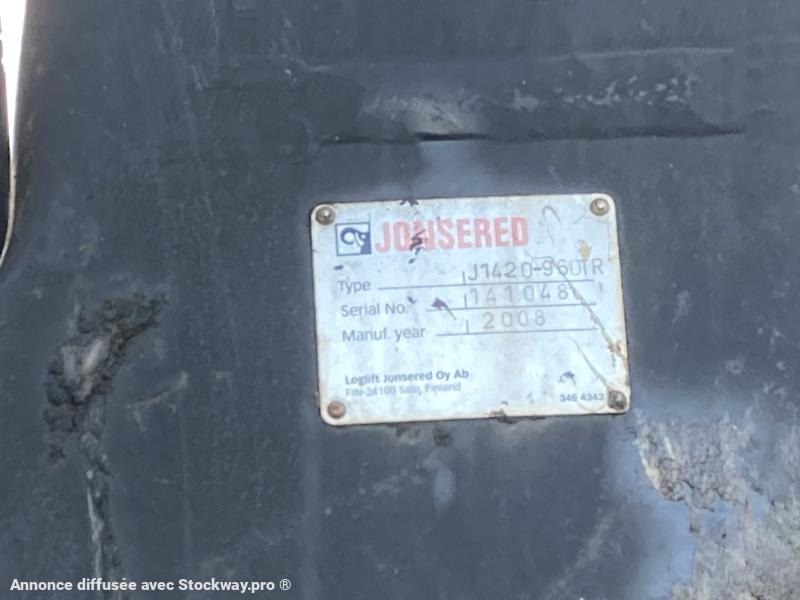 JONSERED
Type J1420-96DTR
Serial No. 141048
Manuf. year 2008
Loglift Jonsered Oy Ab
FIN-24100 Salo, Finland
346 4342
Annonce diffusée avec Stockway.pro ®